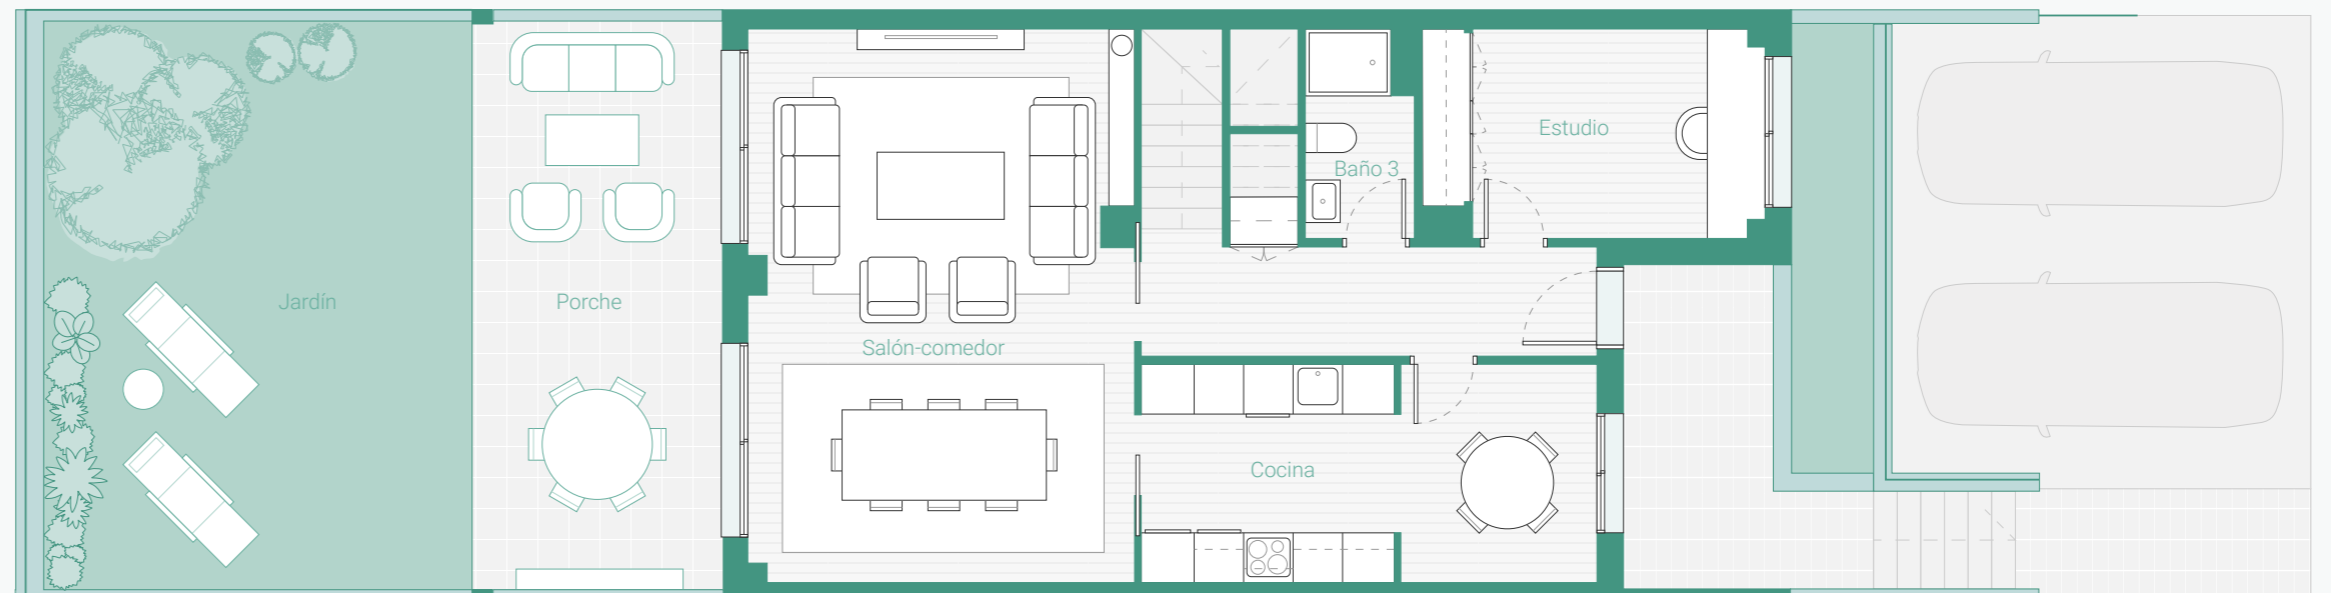 Estudio
Baño 3
Jardín
Porche
Salón-comedor
Cocina